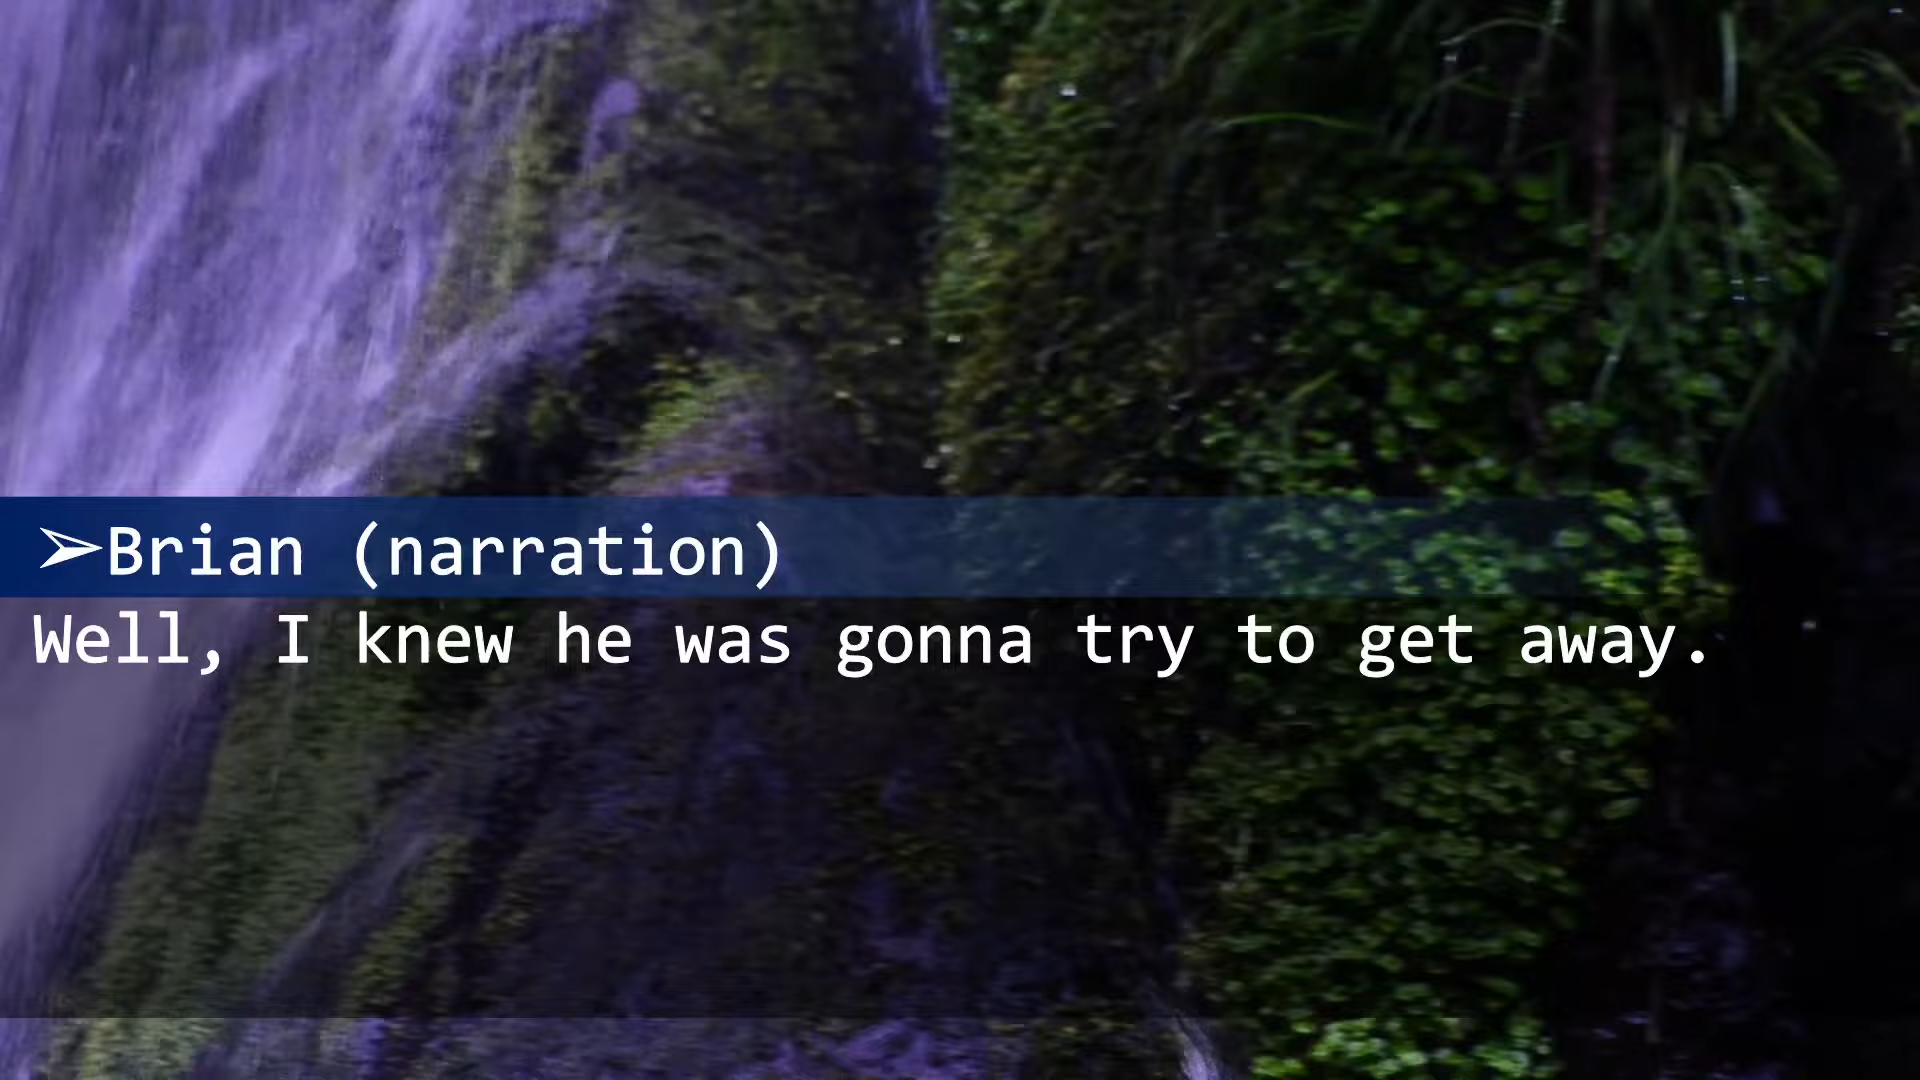 ➢Brian (narration)
Well, I knew he was gonna try to get away.